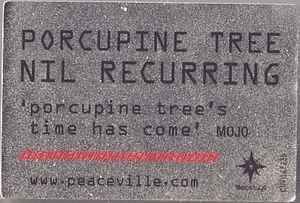 PORCUPINE TREE
NIL RECURRING
'porcupine tree's
time has come' MOJO
www.peaceville.com